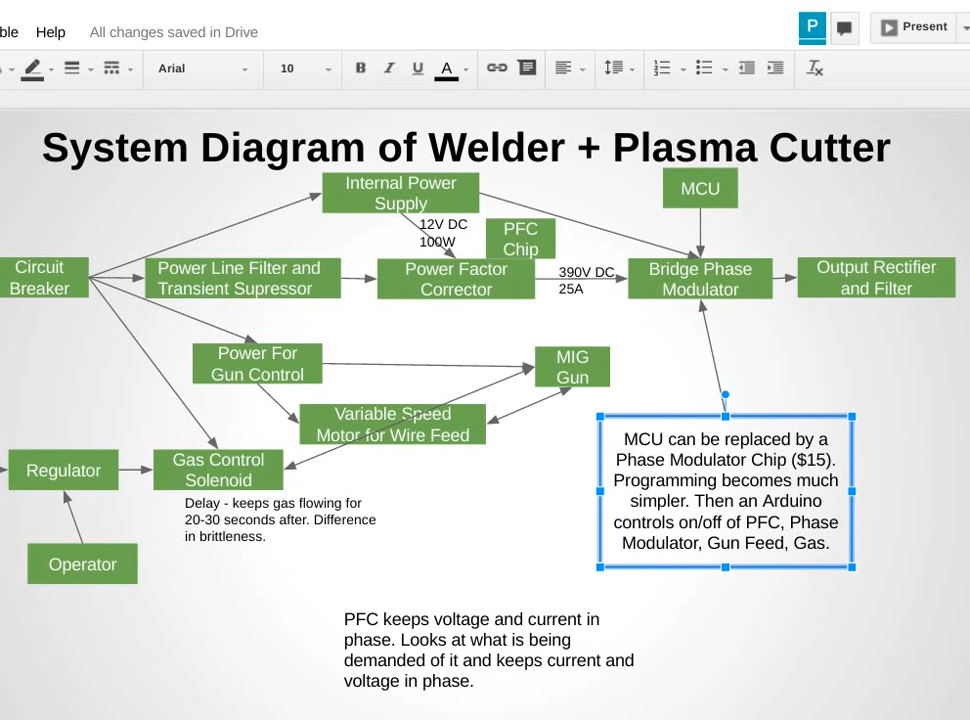 ble Help All changes saved in Drive P Present
Arial 10 B I U A
System Diagram of Welder + Plasma Cutter
Internal Power
Supply
MCU
12V DC
100W
PFC
Chip
Circuit
Breaker
Power Line Filter and
Transient Supressor
Power Factor
Corrector
390V DC
25A
Bridge Phase
Modulator
Output Rectifier
and Filter
Power For
Gun Control
MIG
Gun
Variable Speed
Motor for Wire Feed
Regulator
Gas Control
Solenoid
Delay - keeps gas flowing for
20-30 seconds after. Difference
in brittleness.
Operator
MCU can be replaced by a
Phase Modulator Chip ($15).
Programming becomes much
simpler. Then an Arduino
controls on/off of PFC, Phase
Modulator, Gun Feed, Gas.
PFC keeps voltage and current in
phase. Looks at what is being
demanded of it and keeps current and
voltage in phase.